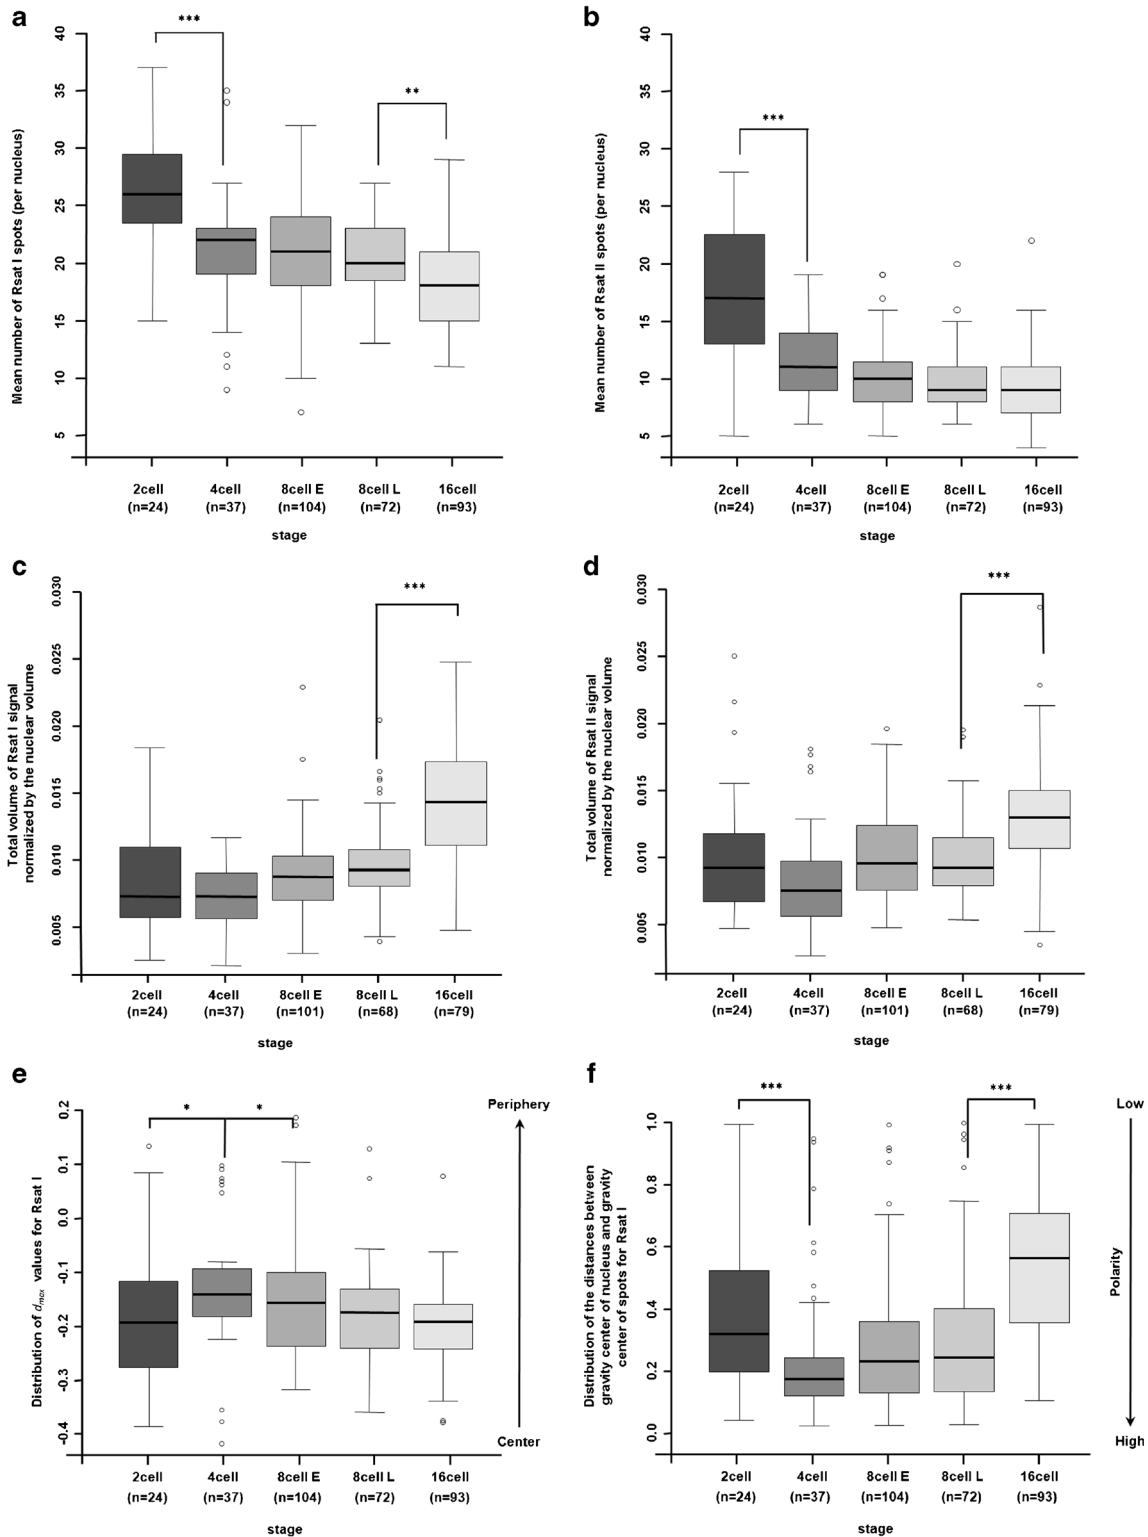 a
***
**
40
35
30
25
20
15
10
5
Mean number of Rsat I spots (per nucleus)
2cell 4cell 8cell E 8cell L 16cell
(n=24) (n=37) (n=104) (n=72) (n=93)
stage
b
***
40
35
30
25
20
15
10
5
Mean number of Rsat II spots (per nucleus)
2cell 4cell 8cell E 8cell L 16cell
(n=24) (n=37) (n=104) (n=72) (n=93)
stage
c
***
0.030
0.025
0.020
0.015
0.010
0.005
Total volume of Rsat I signal
normalized by the nuclear volume
2cell 4cell 8cell E 8cell L 16cell
(n=24) (n=37) (n=101) (n=68) (n=79)
stage
d
***
0.030
0.025
0.020
0.015
0.010
0.005
Total volume of Rsat II signal
normalized by the nuclear volume
2cell 4cell 8cell E 8cell L 16cell
(n=24) (n=37) (n=101) (n=68) (n=79)
stage
e
* *
0.2
0.1
0.0
-0.1
-0.2
-0.3
-0.4
Distribution of dmax values for Rsat I
Periphery
Center
2cell 4cell 8cell E 8cell L 16cell
(n=24) (n=37) (n=104) (n=72) (n=93)
stage
f
*** ***
1.0
0.8
0.6
0.4
0.2
0.0
Distribution of the distances between
gravity center of nucleus and gravity
center of spots for Rsat I
Low
Polarity
High
2cell 4cell 8cell E 8cell L 16cell
(n=24) (n=37) (n=104) (n=72) (n=93)
stage